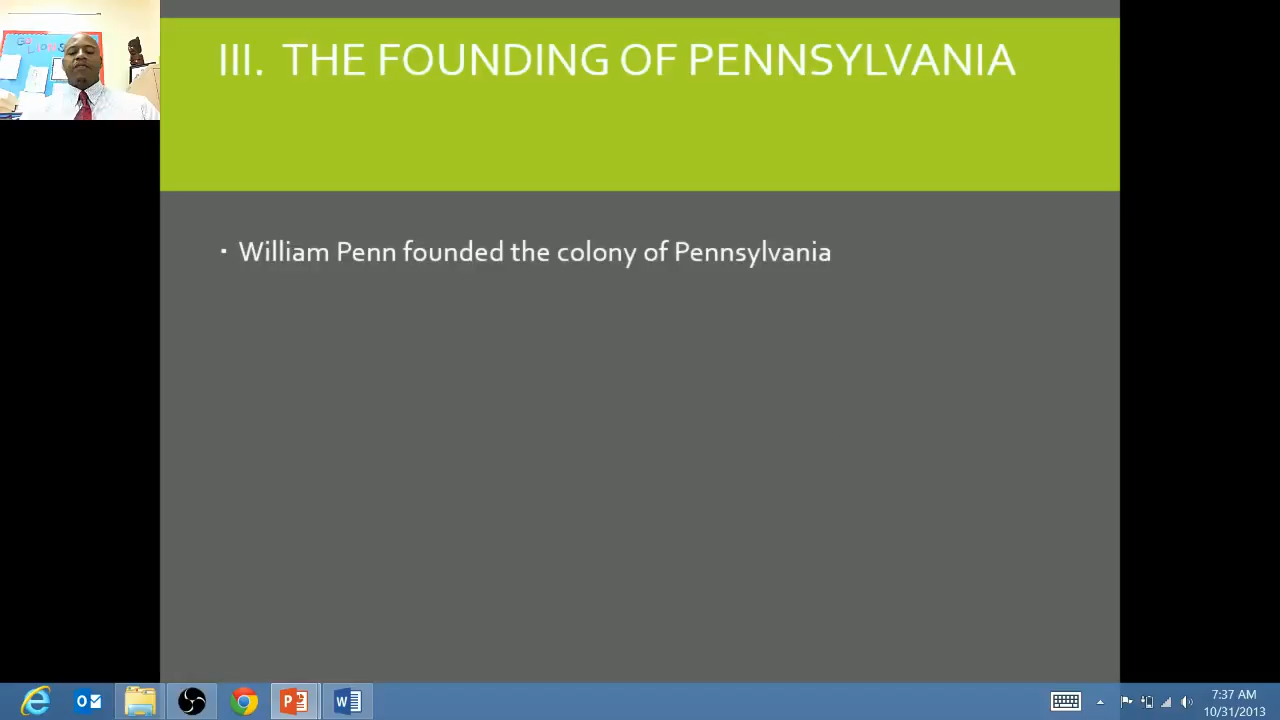 III. THE FOUNDING OF PENNSYLVANIA
▪ William Penn founded the colony of Pennsylvania
7:37 AM
10/31/2013